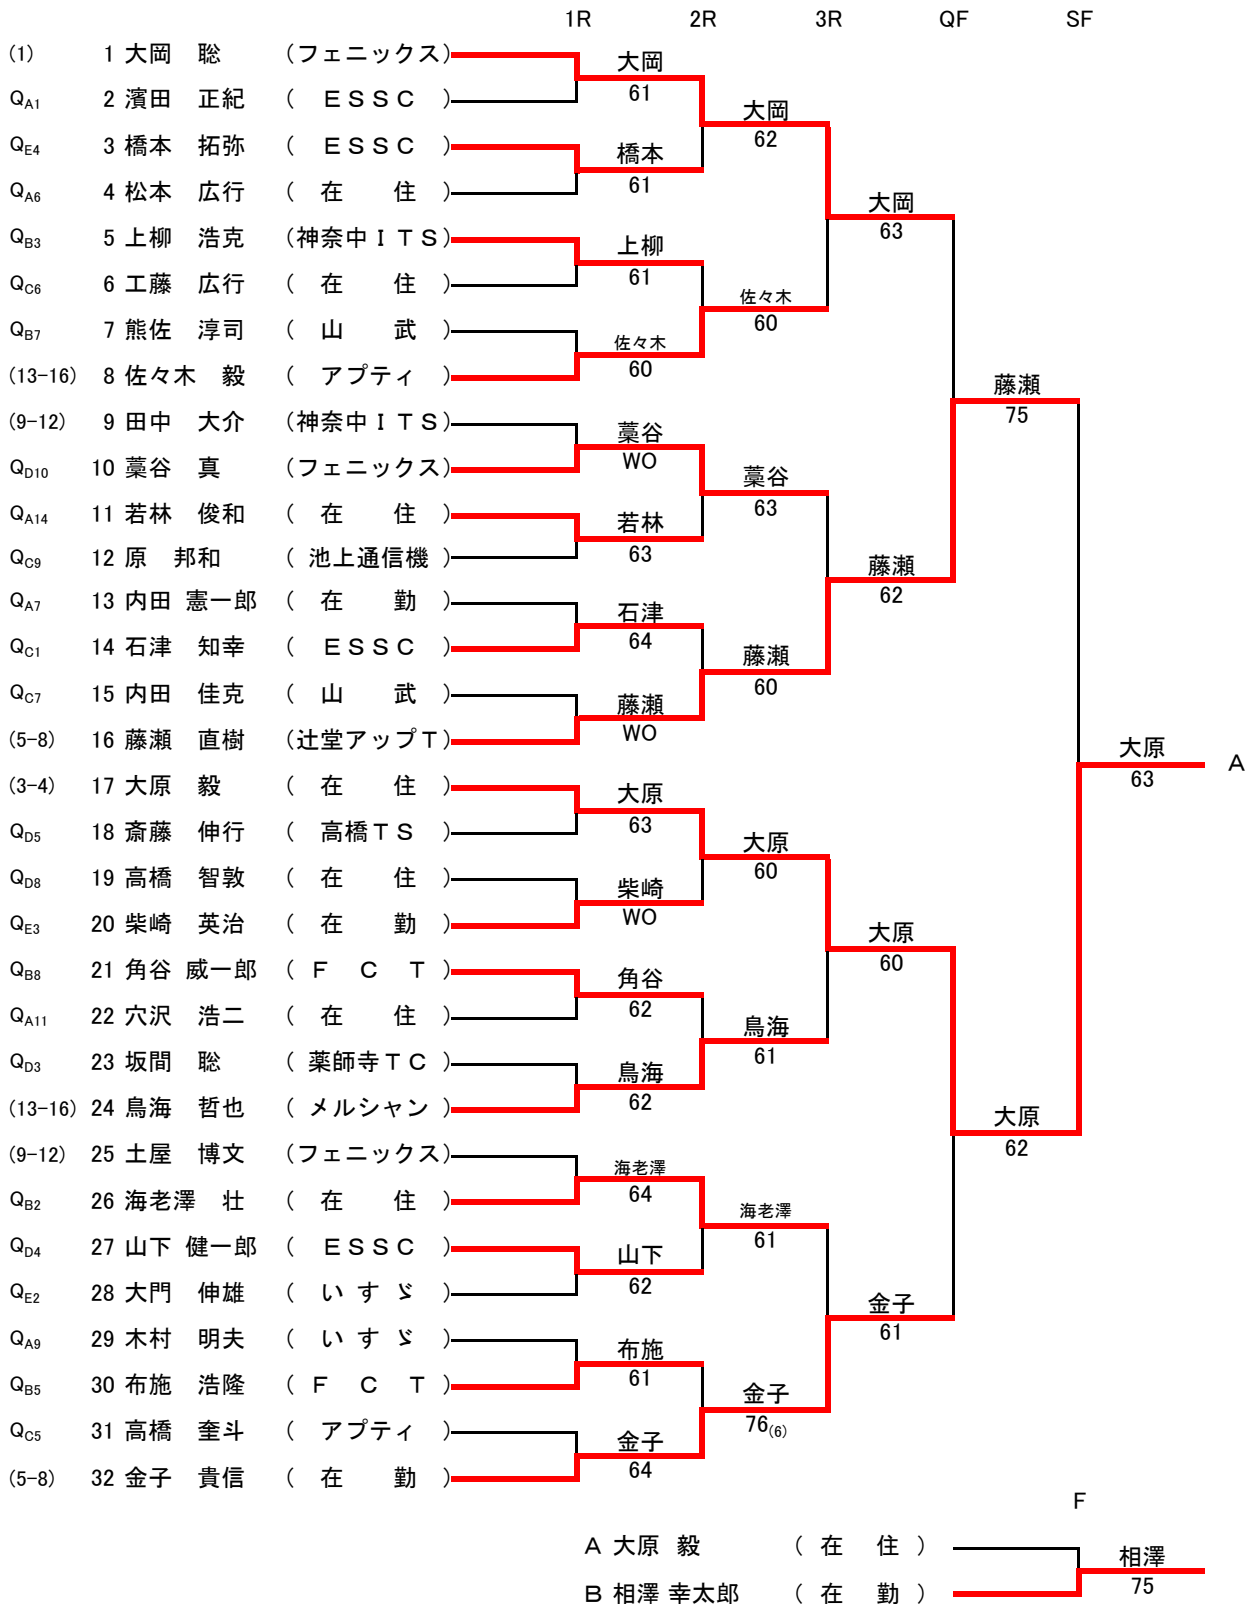 1R 2R 3R QF SF
(1) 1 大岡 聡 (フェニックス)
大岡
61
QA1 2 濱田 正紀 ( ESSC )
大岡
62
QE4 3 橋本 拓弥 ( ESSC )
橋本
61
QA6 4 松本 広行 ( 在 住 )
大岡
63
QB3 5 上柳 浩克 (神奈中ITS)
上柳
61
QC6 6 工藤 広行 ( 在 住 )
佐々木
60
QB7 7 熊佐 淳司 ( 山 武 )
佐々木
60
(13-16) 8 佐々木 毅 ( アプティ )
藤瀬
75
(9-12) 9 田中 大介 (神奈中ITS)
藁谷
WO
QD10 10 藁谷 真 (フェニックス)
藁谷
63
QA14 11 若林 俊和 ( 在 住 )
若林
63
QC9 12 原 邦和 ( 池上通信機 )
藤瀬
62
QA7 13 内田 憲一郎 ( 在 勤 )
石津
64
QC1 14 石津 知幸 ( ESSC )
藤瀬
60
QC7 15 内田 佳克 ( 山 武 )
藤瀬
WO
(5-8) 16 藤瀬 直樹 (辻堂アップT)
大原 A
63
(3-4) 17 大原 毅 ( 在 住 )
大原
63
QD5 18 斎藤 伸行 ( 高橋TS )
大原
60
QD8 19 高橋 智敦 ( 在 住 )
柴崎
WO
QE3 20 柴崎 英治 ( 在 勤 )
大原
60
QB8 21 角谷 威一郎 ( F C T )
角谷
62
QA11 22 穴沢 浩二 ( 在 住 )
鳥海
61
QD3 23 坂間 聡 ( 薬師寺TC )
鳥海
62
(13-16) 24 鳥海 哲也 ( メルシャン )
大原
62
(9-12) 25 土屋 博文 (フェニックス)
海老澤
64
QB2 26 海老澤 壮 ( 在 住 )
海老澤
61
QD4 27 山下 健一郎 ( ESSC )
山下
62
QE2 28 大門 伸雄 ( いすゞ )
金子
61
QA9 29 木村 明夫 ( いすゞ )
布施
61
QB5 30 布施 浩隆 ( F C T )
金子
76(6)
QC5 31 高橋 奎斗 ( アプティ )
金子
64
(5-8) 32 金子 貴信 ( 在 勤 )
F
A 大原 毅 ( 在 住 )
相澤
75
B 相澤 幸太郎 ( 在 勤 )